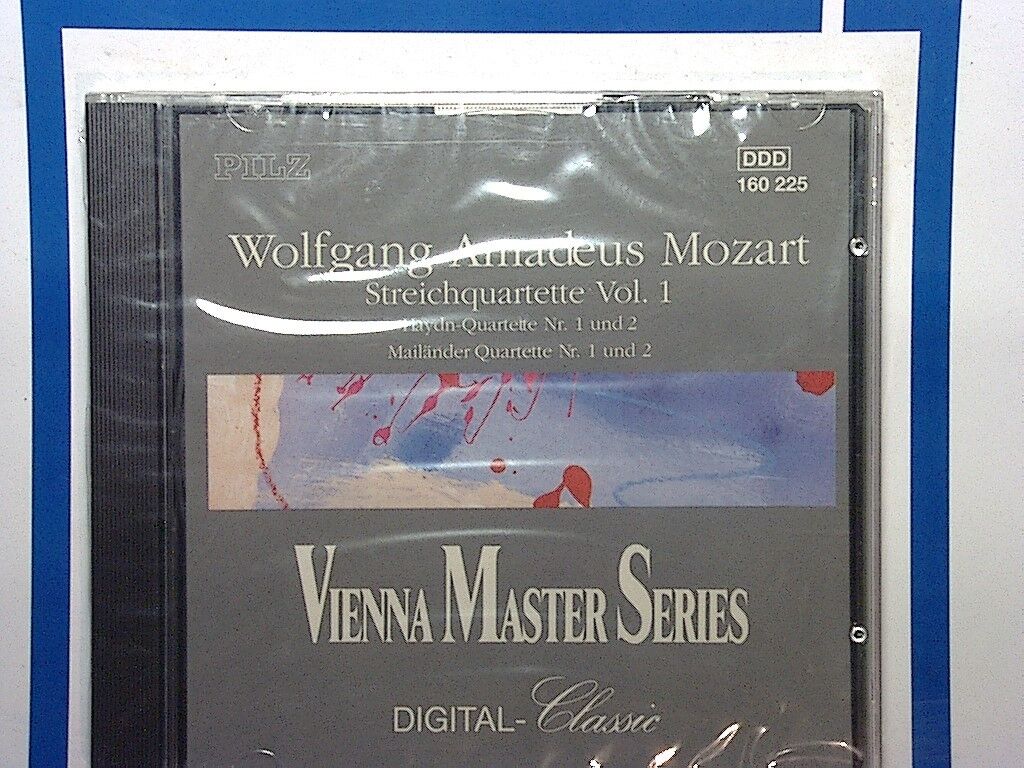 PILZ
DDD
160 225
Wolfgang Amadeus Mozart
Streichquartette Vol. 1
Haydn-Quartette Nr. 1 und 2
Mailänder Quartette Nr. 1 und 2
VIENNA MASTER SERIES
DIGITAL-Classic